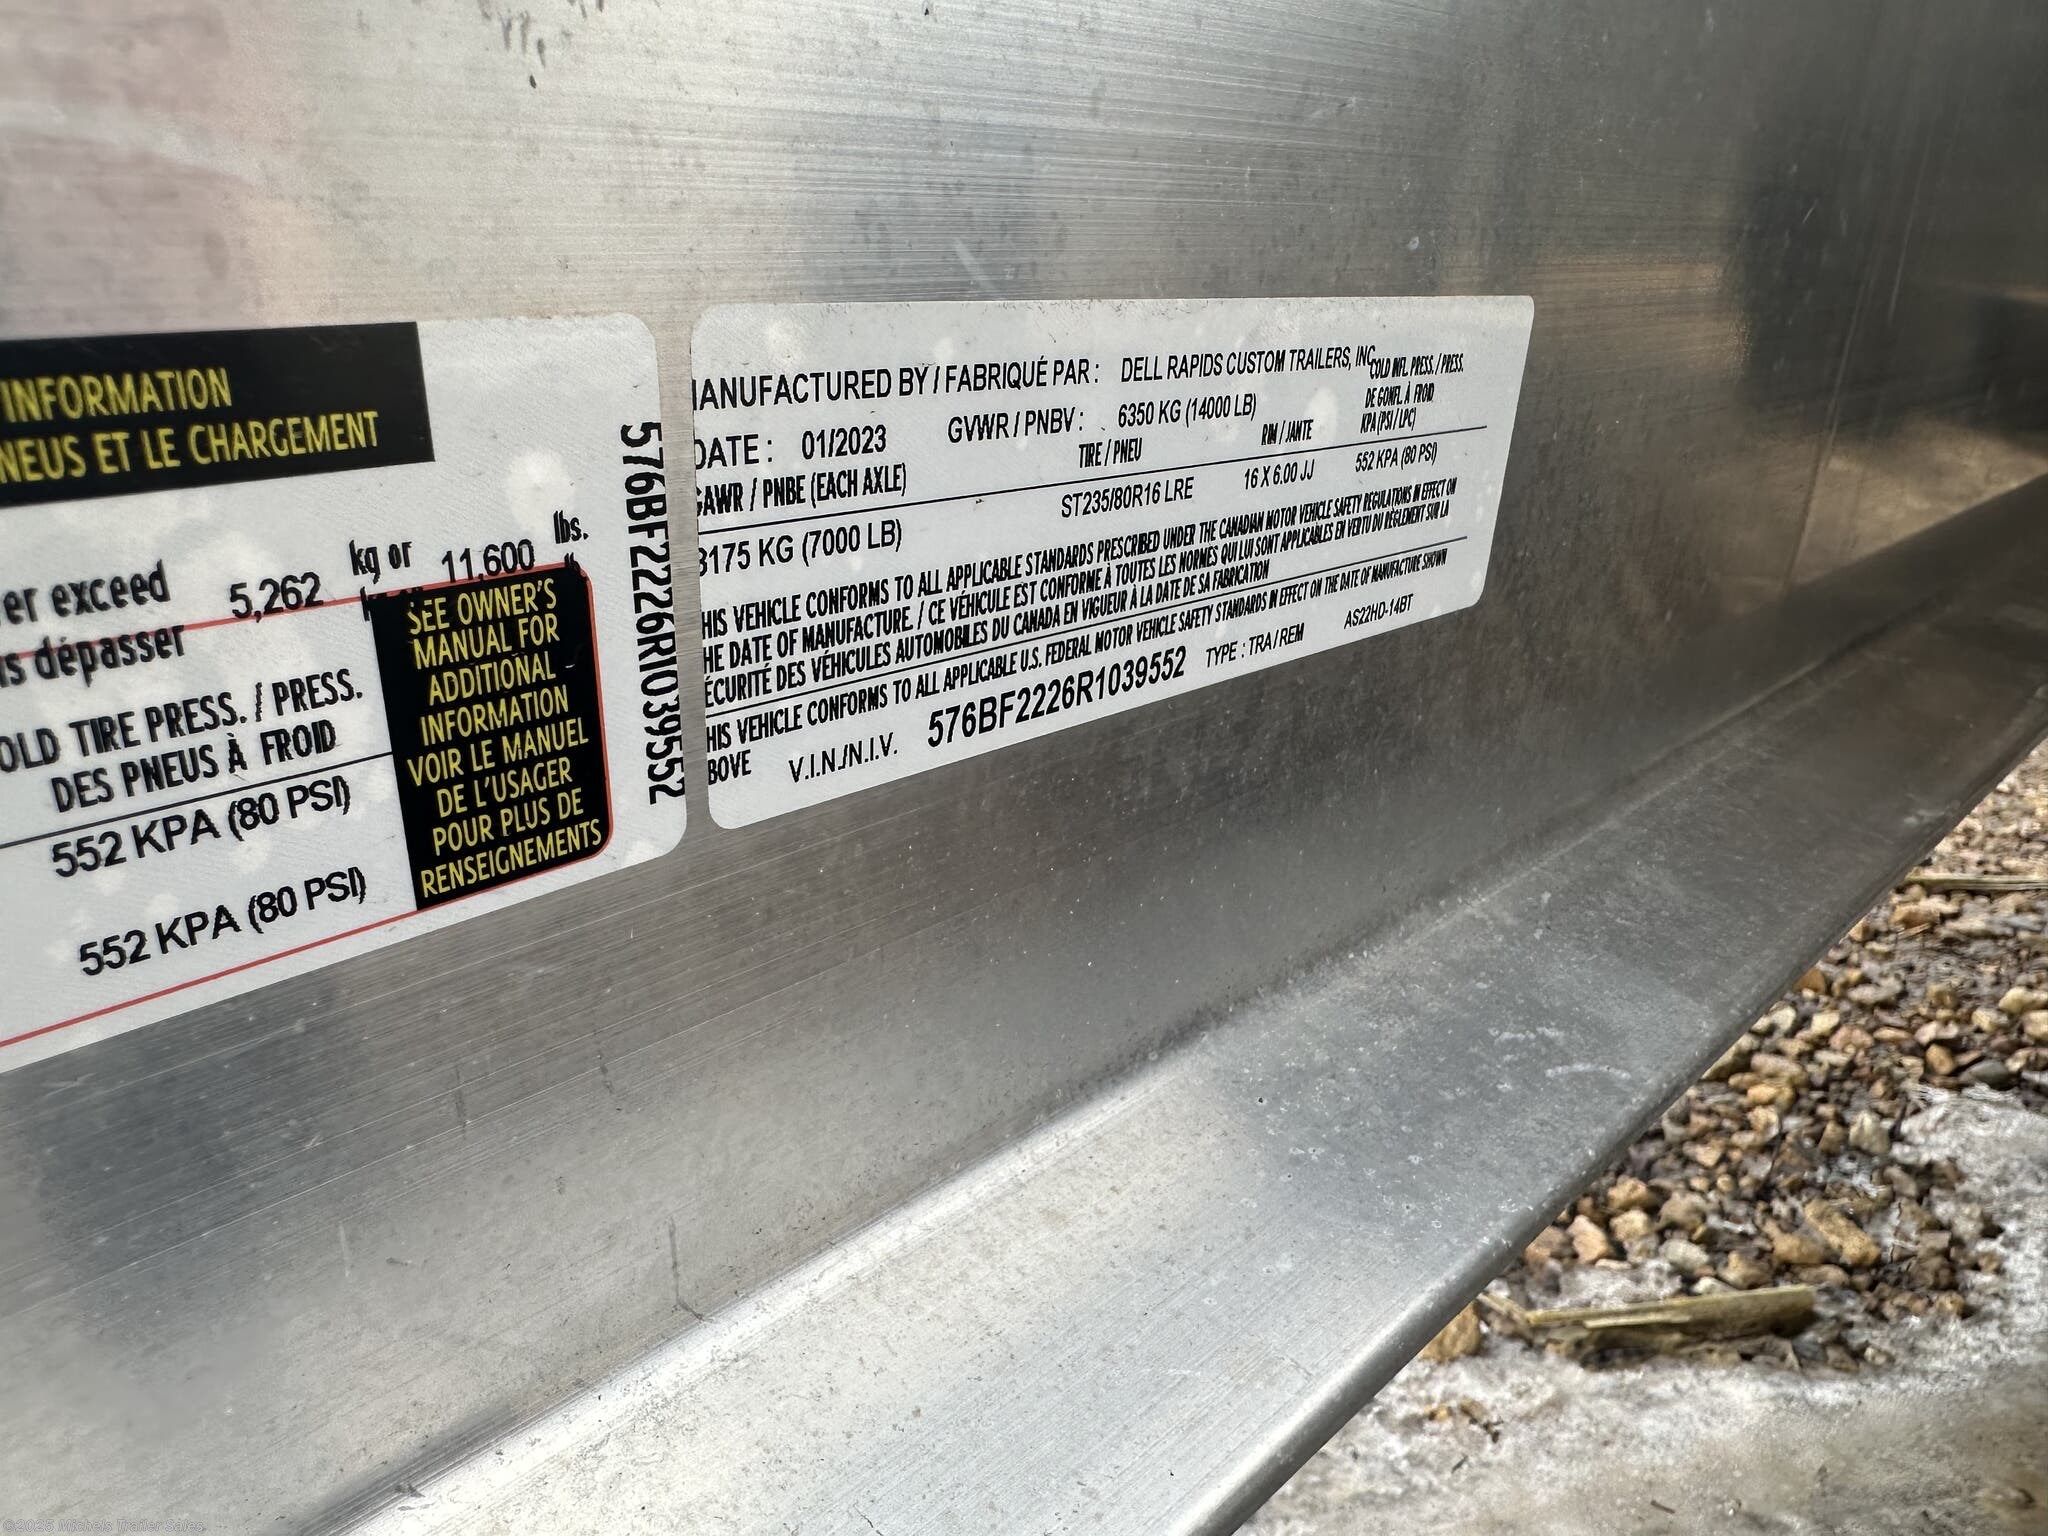 INFORMATION
NEUS ET LE CHARGEMENT
er exceed 5,262 kg or 11,600 lbs.
is dépasser
OLD TIRE PRESS. / PRESS.
DES PNEUS À FROID
552 KPA (80 PSI)
552 KPA (80 PSI)
SEE OWNER'S
MANUAL FOR
ADDITIONAL
INFORMATION
VOIR LE MANUEL
DE L'USAGER
POUR PLUS DE
RENSEIGNEMENTS
576BF2226R1039552
MANUFACTURED BY / FABRIQUÉ PAR : DELL RAPIDS CUSTOM TRAILERS, INC
DATE : 01/2023 GVWR / PNBV : 6350 KG (14000 LB)
COLD INFL. PRESS. / PRESS.
DE GONFL. À FROID
KPA (PSI / LPC)
GAWR / PNBE (EACH AXLE) TIRE / PNEU RIM / JANTE
3175 KG (7000 LB) ST235/80R16 LRE 16 X 6.00 JJ 552 KPA (80 PSI)
HIS VEHICLE CONFORMS TO ALL APPLICABLE STANDARDS PRESCRIBED UNDER THE CANADIAN MOTOR VEHICLE SAFETY REGULATIONS IN EFFECT ON
HE DATE OF MANUFACTURE. / CE VÉHICULE EST CONFORME À TOUTES LES NORMES QUI LUI SONT APPLICABLES EN VERTU DU RÈGLEMENT SUR LA
ÉCURITÉ DES VÉHICULES AUTOMOBILES DU CANADA EN VIGUEUR À LA DATE DE SA FABRICATION
HIS VEHICLE CONFORMS TO ALL APPLICABLE U.S. FEDERAL MOTOR VEHICLE SAFETY STANDARDS IN EFFECT ON THE DATE OF MANUFACTURE SHOWN
BOVE V.I.N./N.I.V. 576BF2226R1039552 TYPE : TRA / REM AS22HD-14BT
©2025 Michels Trailer Sales